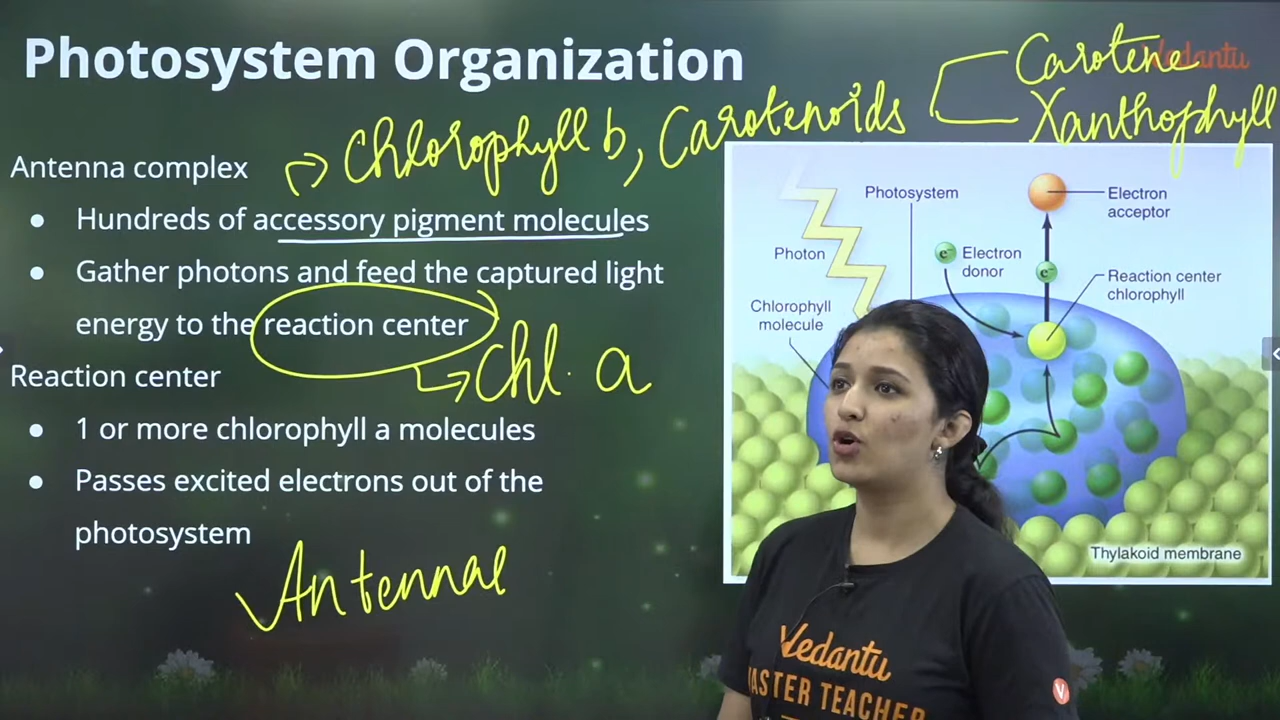 Photosystem Organization
Carotene
Vedantu
Xanthophyll
Chlorophyll b, Carotenoids
Antenna complex
● Hundreds of accessory pigment molecules
● Gather photons and feed the captured light
energy to the reaction center
Chl. a
Reaction center
● 1 or more chlorophyll a molecules
● Passes excited electrons out of the
photosystem
Antennae
Photosystem
Electron
acceptor
Photon
e⁻ Electron
donor
e⁻
Reaction center
chlorophyll
Chlorophyll
molecule
Thylakoid membrane
Vedantu
MASTER TEACHER
V